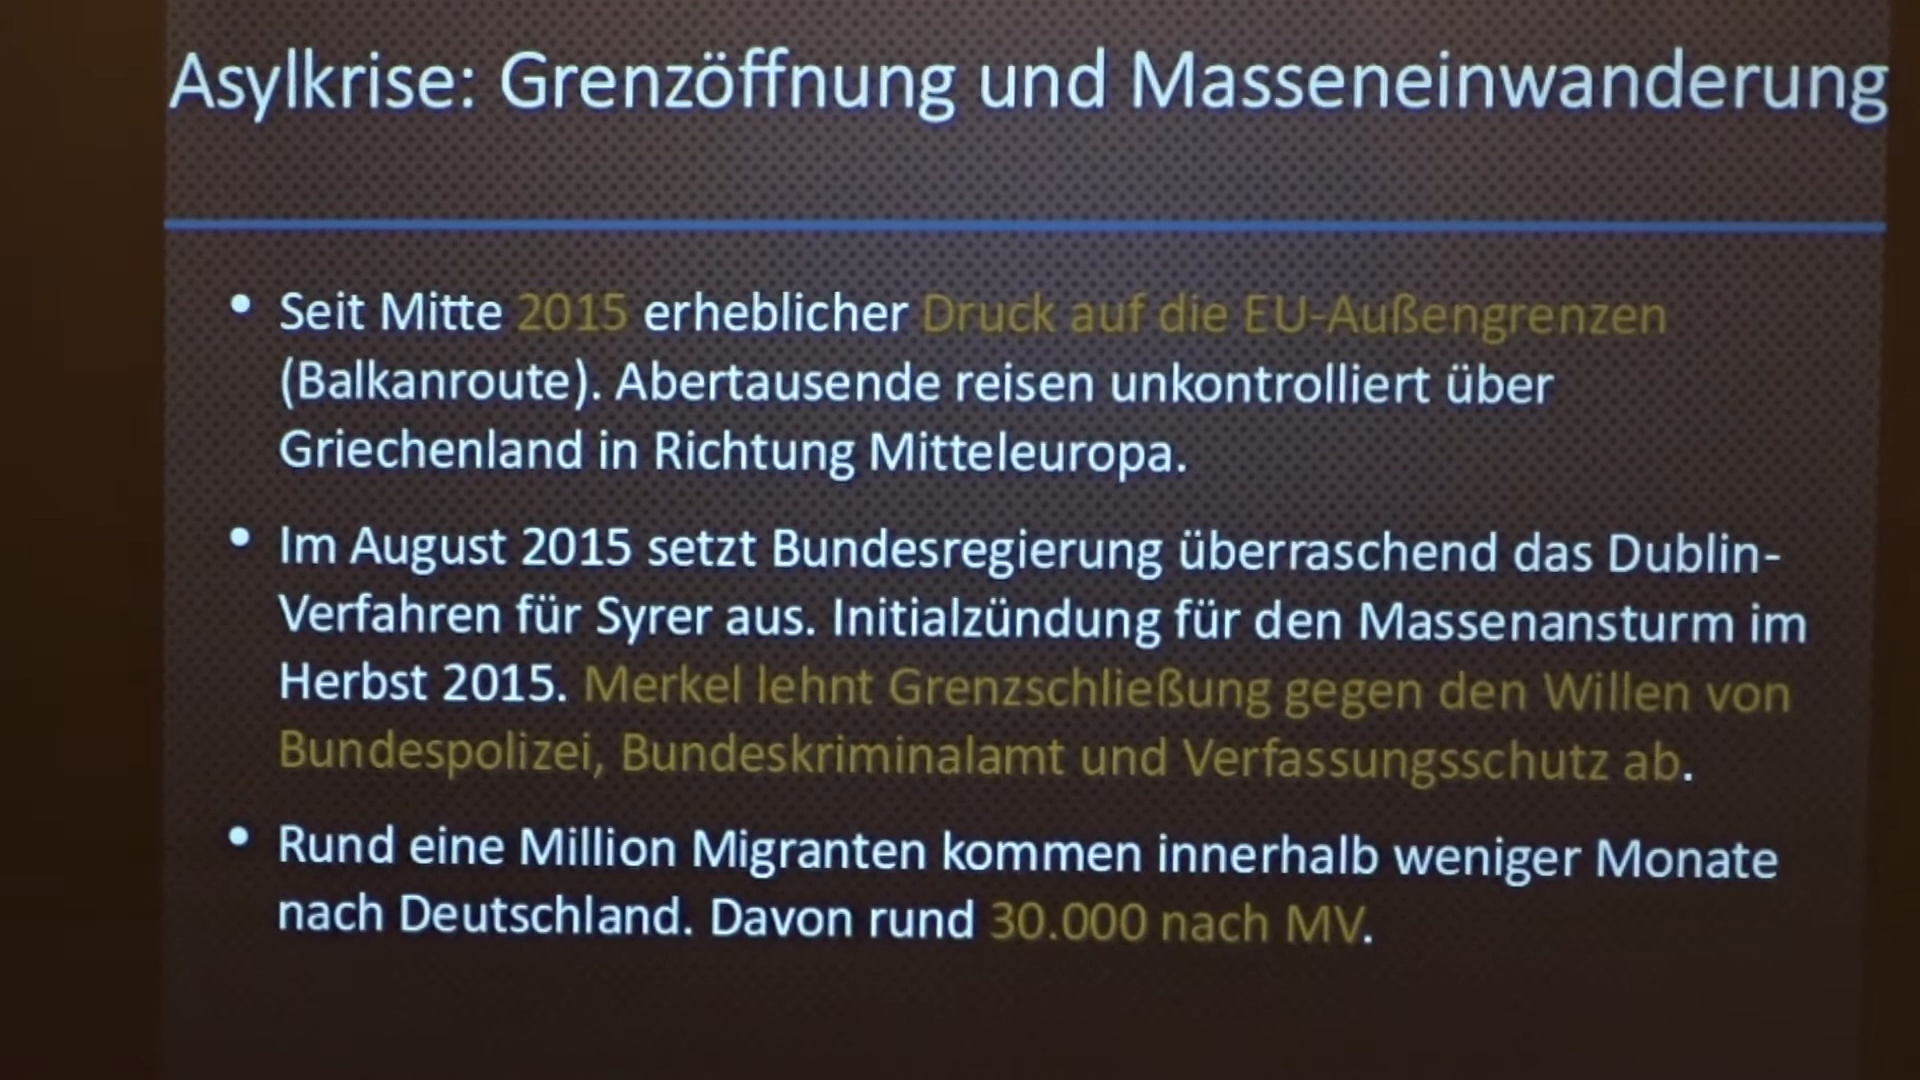 Asylkrise: Grenzöffnung und Masseneinwanderung
• Seit Mitte 2015 erheblicher Druck auf die EU-Außengrenzen
(Balkanroute). Abertausende reisen unkontrolliert über
Griechenland in Richtung Mitteleuropa.
• Im August 2015 setzt Bundesregierung überraschend das Dublin-
Verfahren für Syrer aus. Initialzündung für den Massenansturm im
Herbst 2015. Merkel lehnt Grenzschließung gegen den Willen von
Bundespolizei, Bundeskriminalamt und Verfassungsschutz ab.
• Rund eine Million Migranten kommen innerhalb weniger Monate
nach Deutschland. Davon rund 30.000 nach MV.